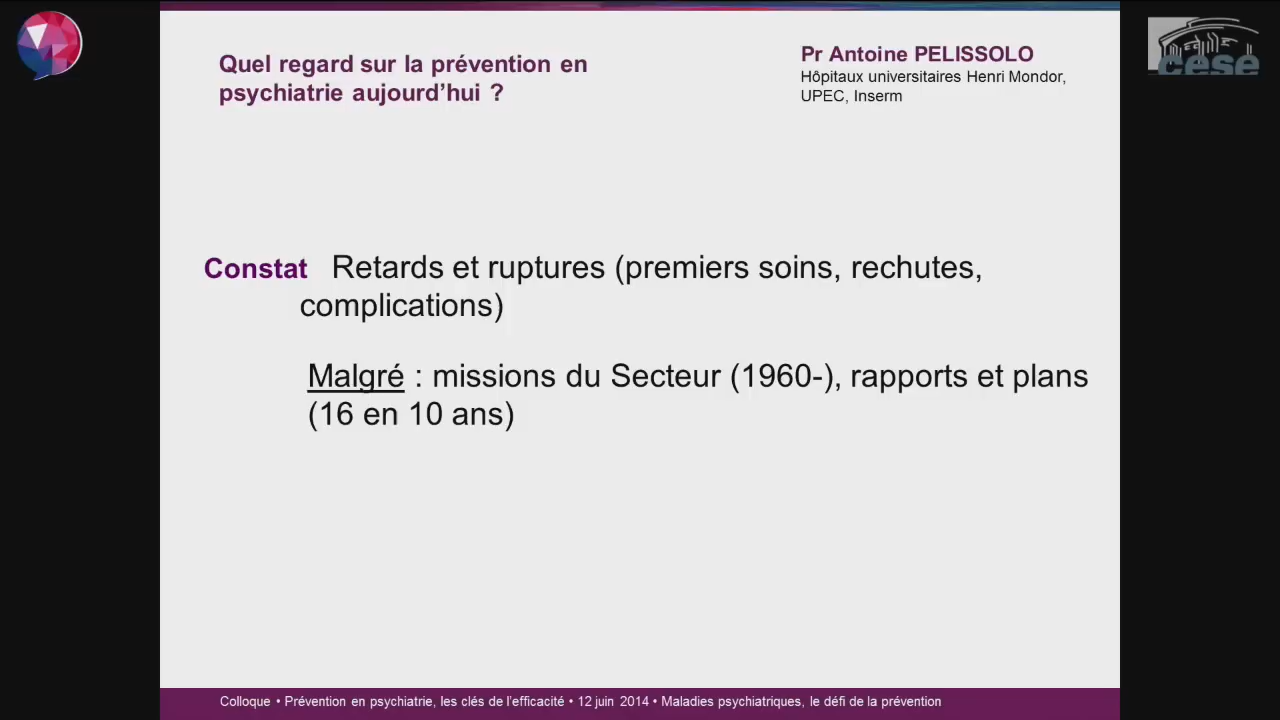 Quel regard sur la prévention en
psychiatrie aujourd’hui ?
Pr Antoine PELISSOLO
Hôpitaux universitaires Henri Mondor,
UPEC, Inserm
cese
Constat Retards et ruptures (premiers soins, rechutes,
complications)
Malgré : missions du Secteur (1960-), rapports et plans
(16 en 10 ans)
Colloque • Prévention en psychiatrie, les clés de l’efficacité • 12 juin 2014 • Maladies psychiatriques, le défi de la prévention